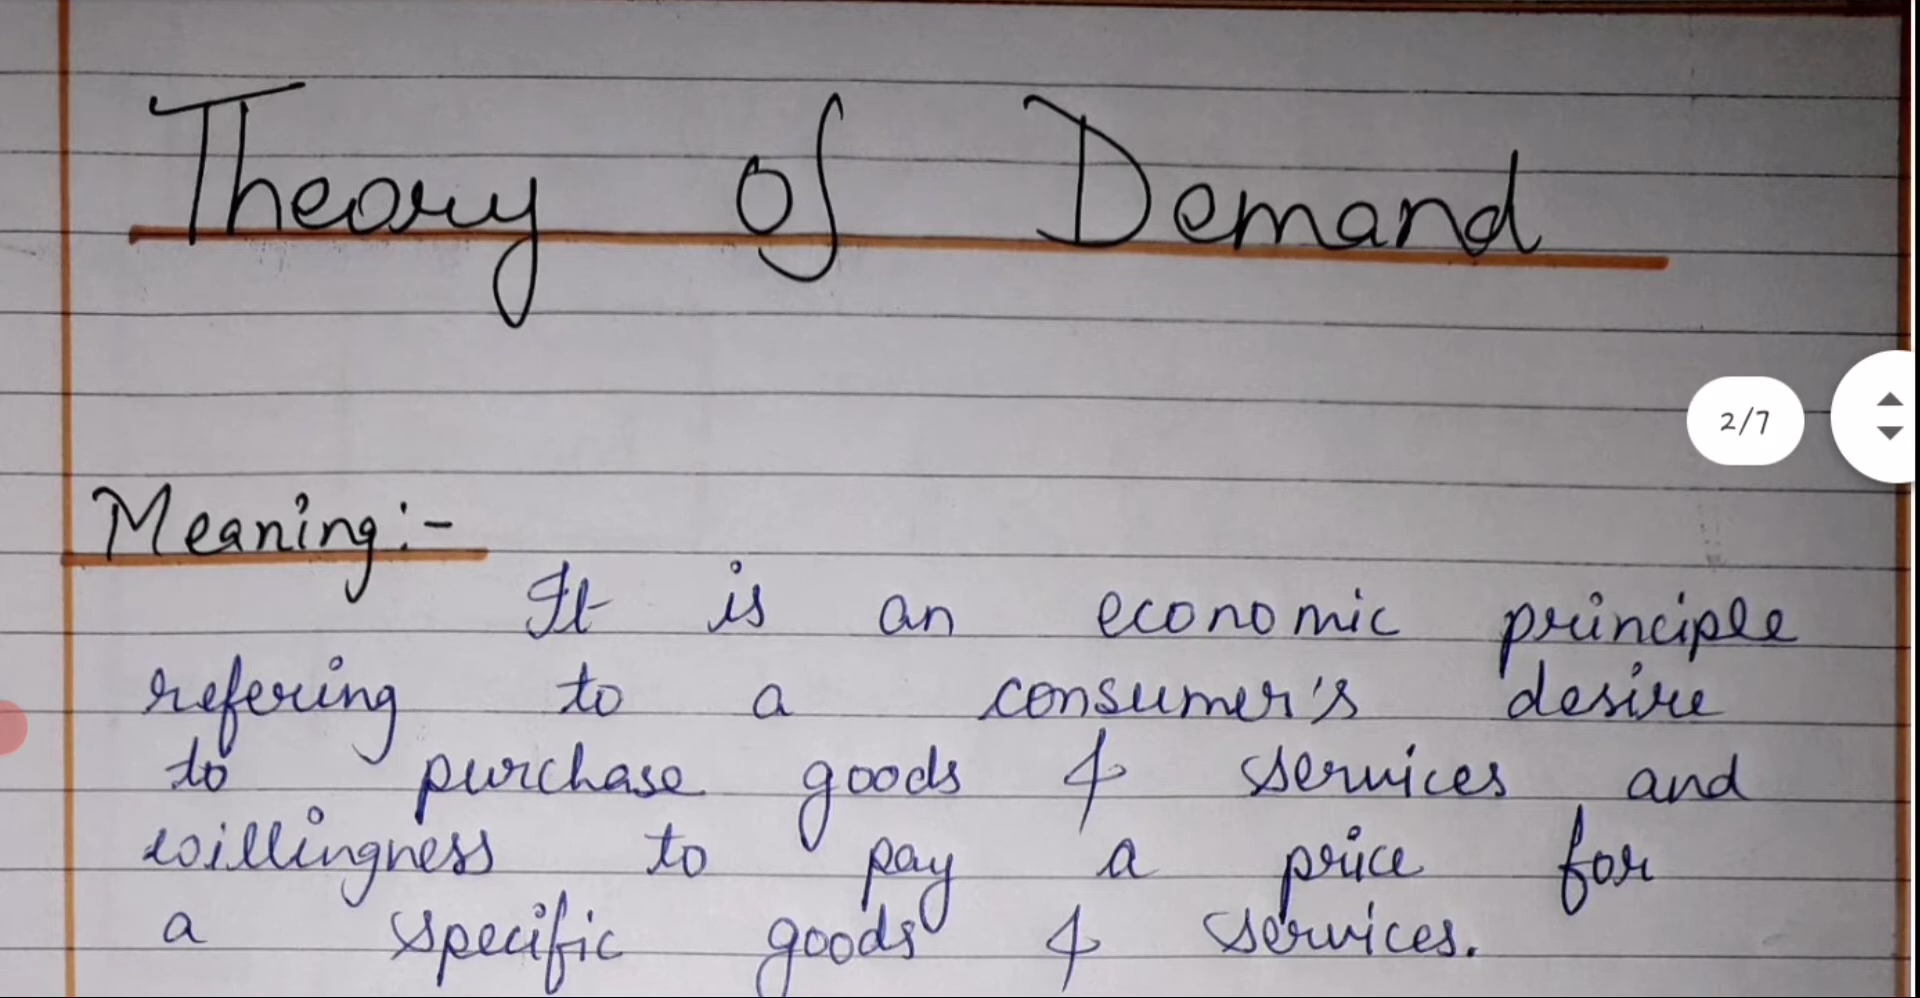 Theory of Demand
2/7
Meaning:-
It is an economic principle
refering to a consumer's desire
to purchase goods & services and
willingness to pay a price for
a specific goods & services.